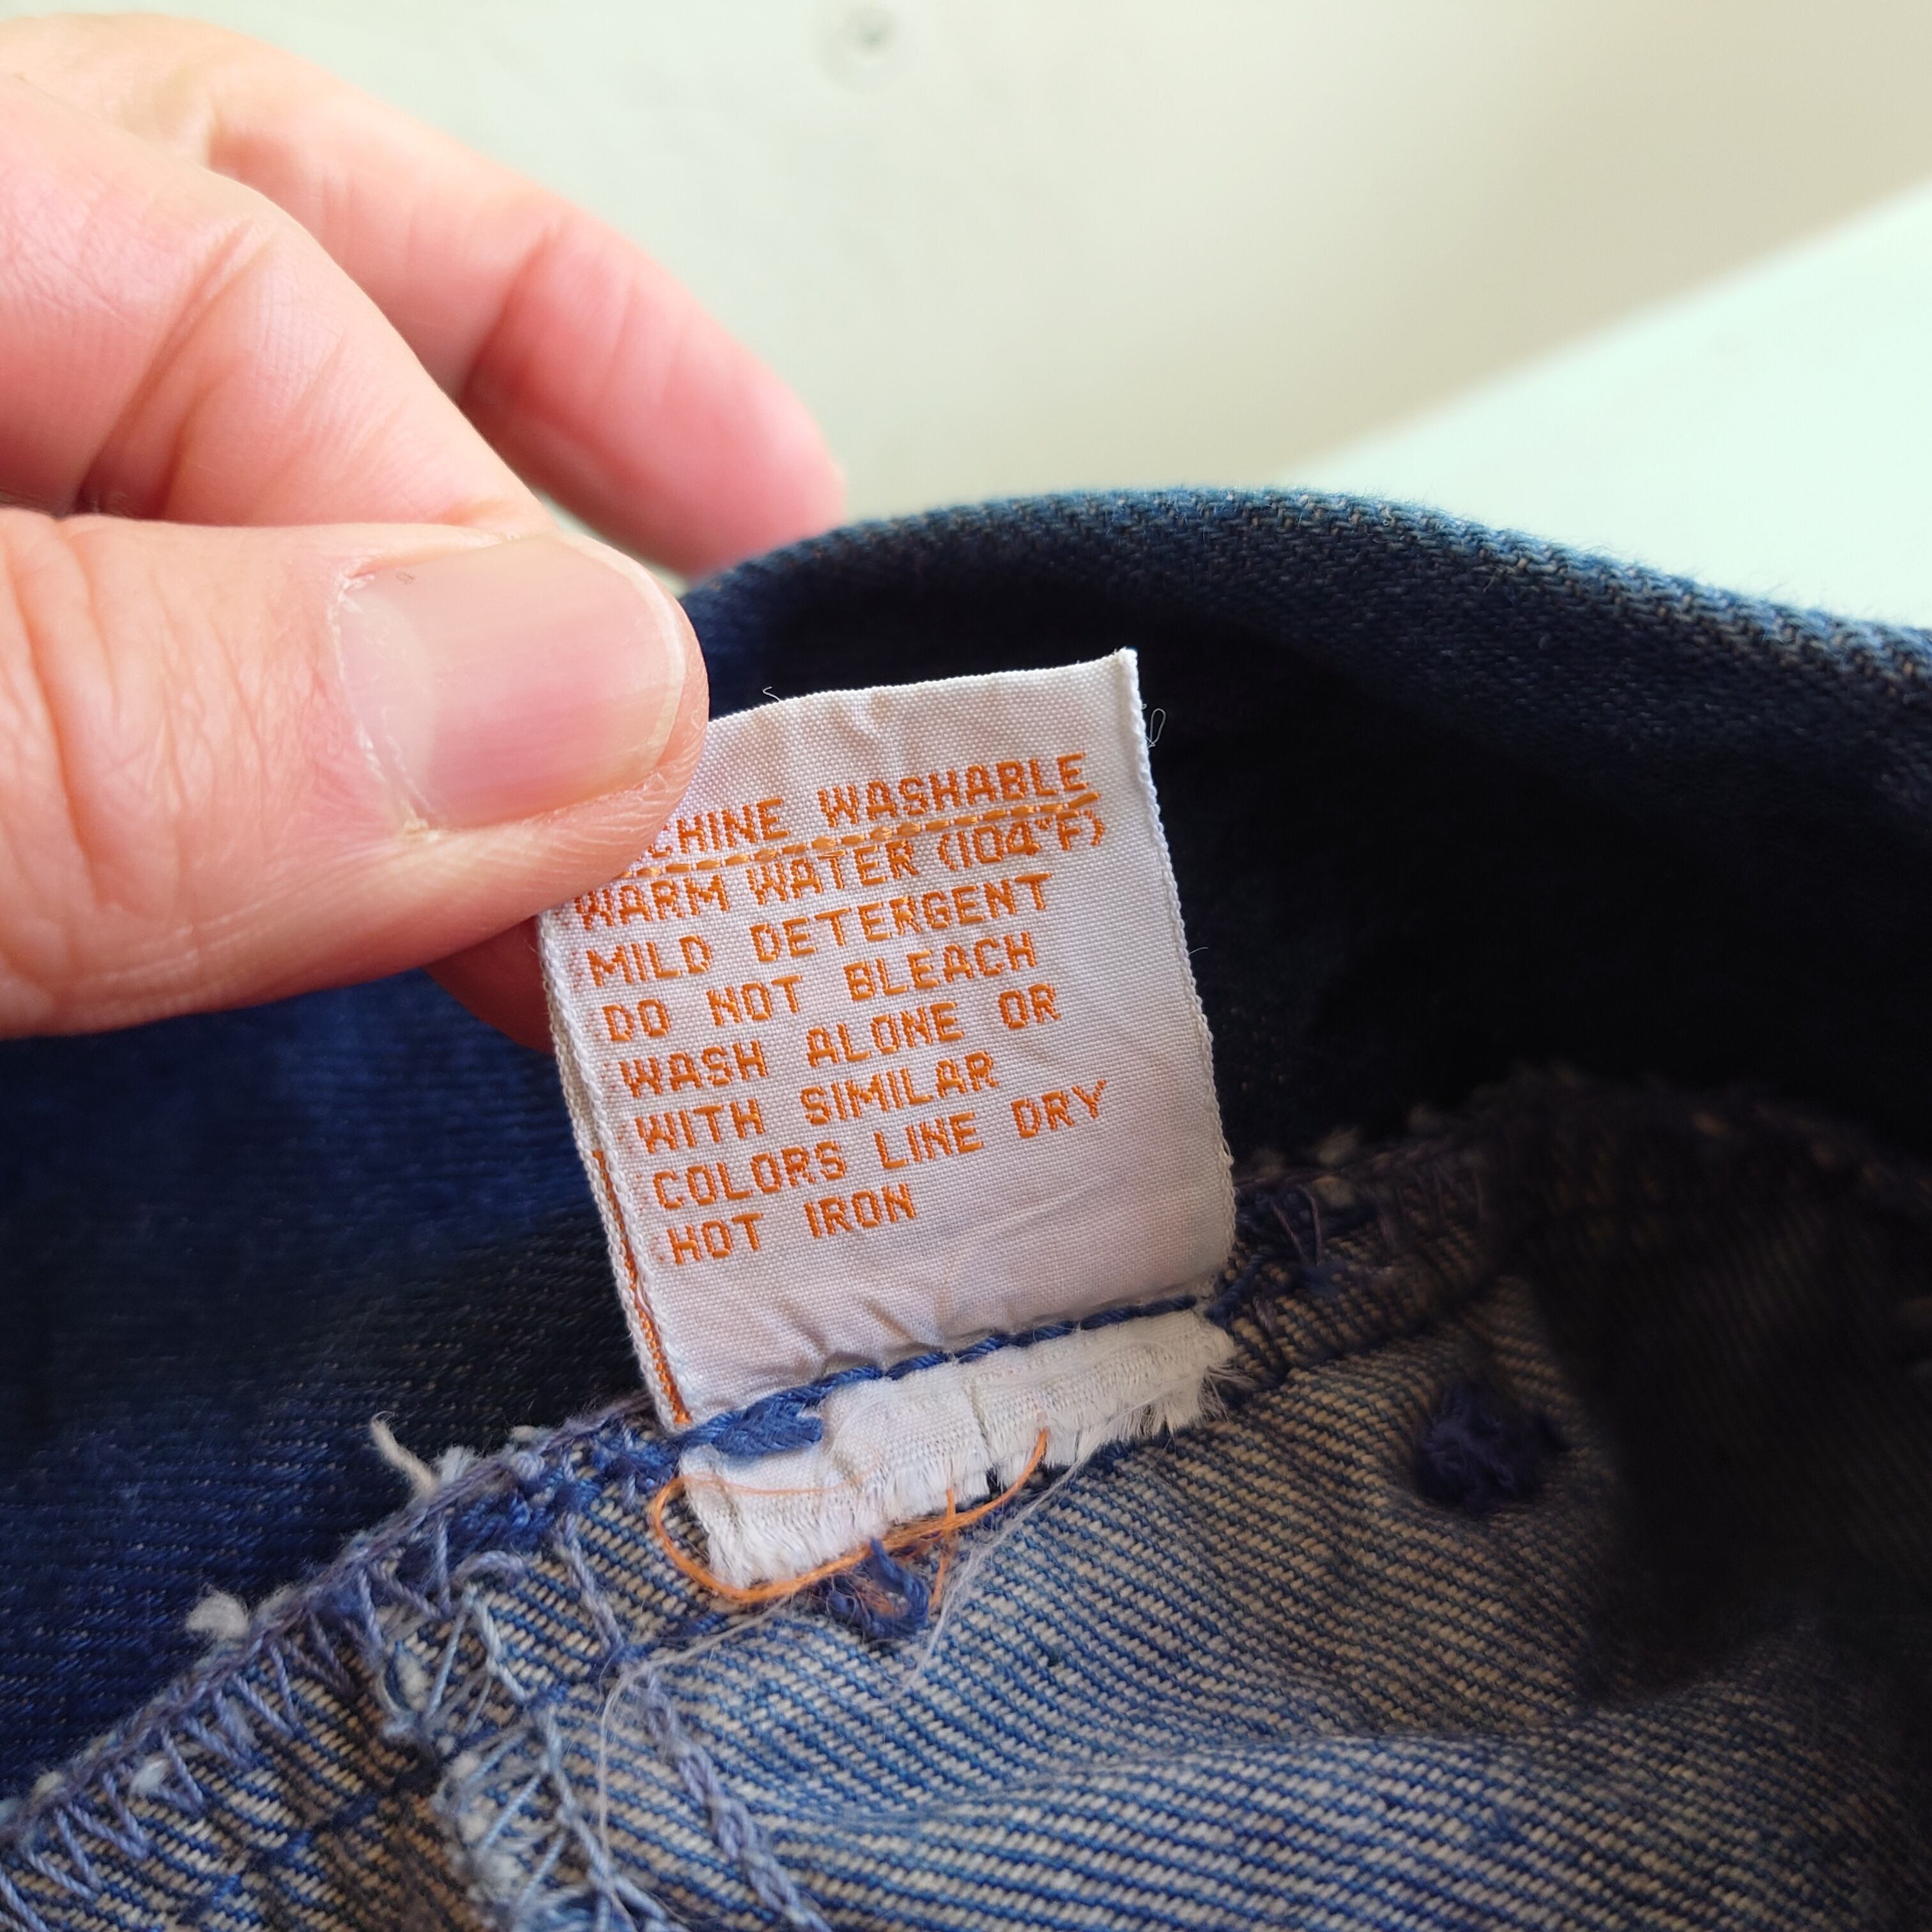 CHINE WASHABLE
WARM WATER (104°F)
MILD DETERGENT
DO NOT BLEACH
WASH ALONE OR
WITH SIMILAR
COLORS LINE DRY
HOT IRON